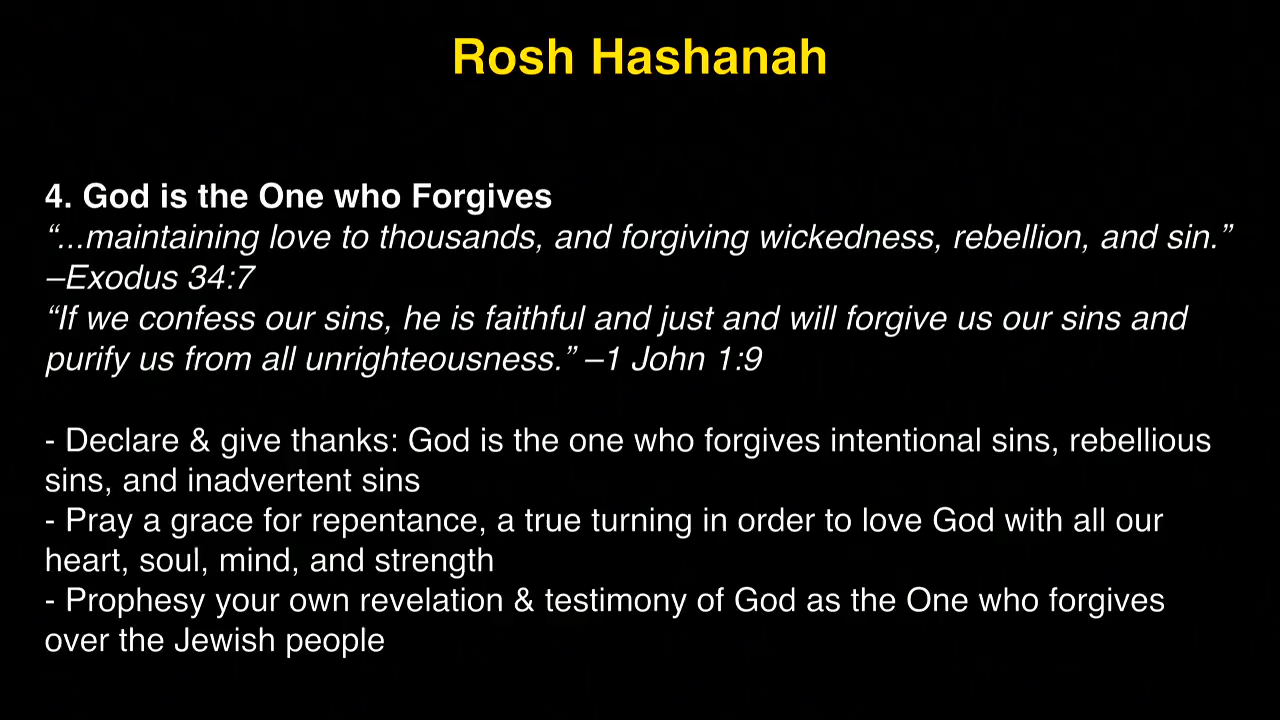 Rosh Hashanah
4. God is the One who Forgives
“...maintaining love to thousands, and forgiving wickedness, rebellion, and sin.”
–Exodus 34:7
“If we confess our sins, he is faithful and just and will forgive us our sins and
purify us from all unrighteousness.” –1 John 1:9
- Declare & give thanks: God is the one who forgives intentional sins, rebellious
sins, and inadvertent sins
- Pray a grace for repentance, a true turning in order to love God with all our
heart, soul, mind, and strength
- Prophesy your own revelation & testimony of God as the One who forgives
over the Jewish people